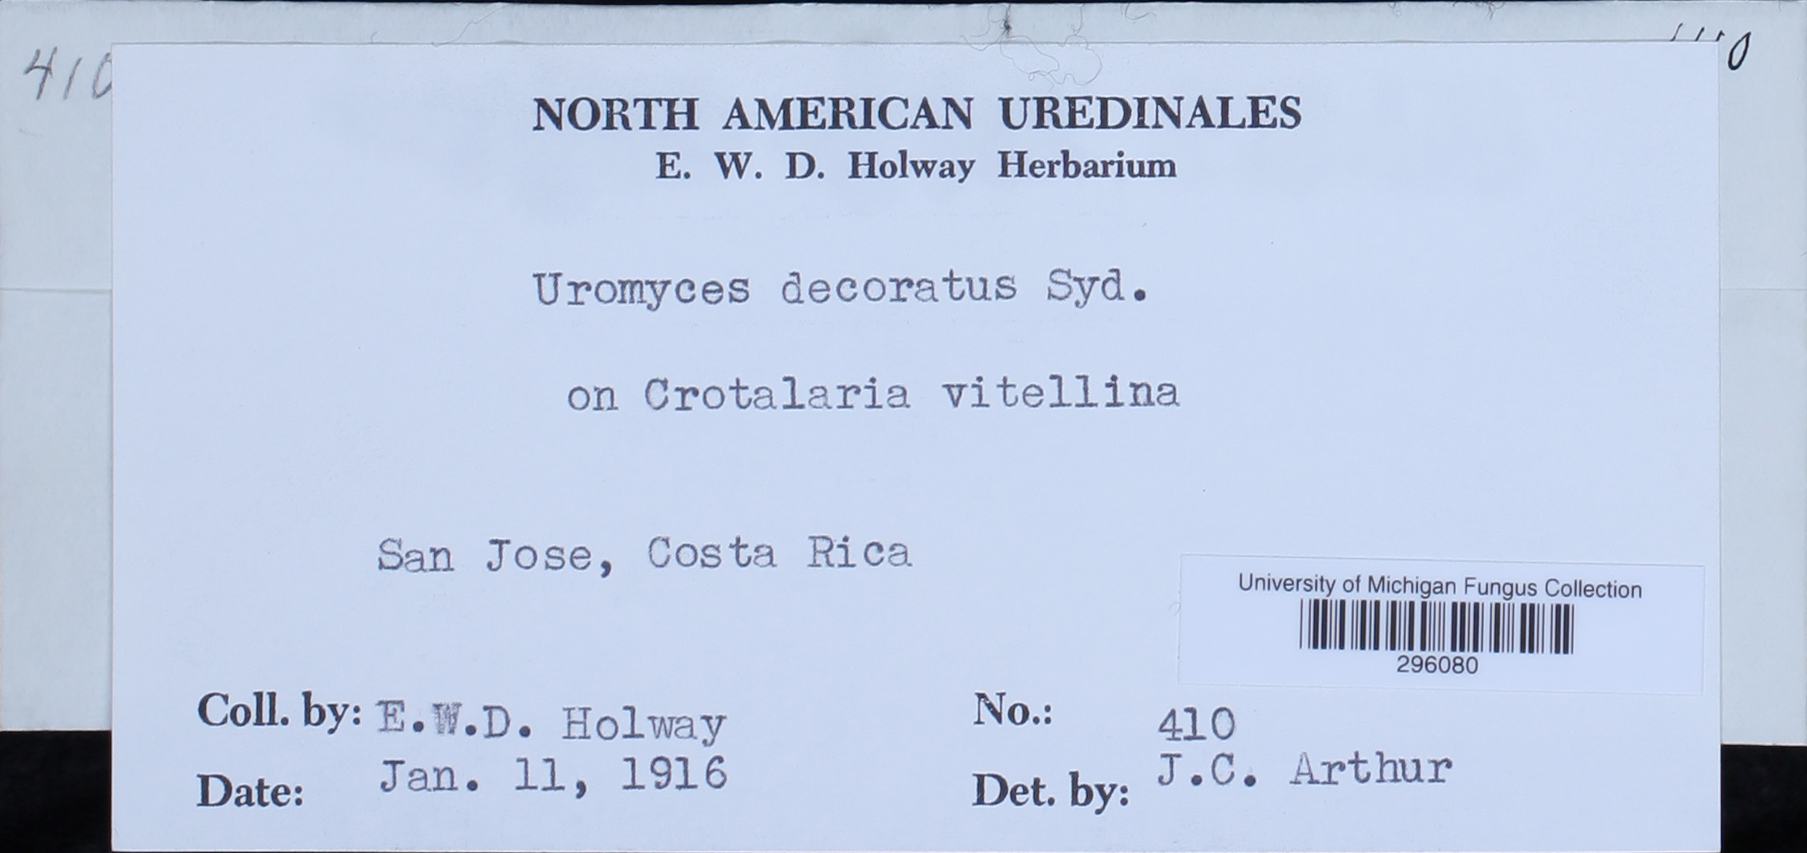 410
NORTH AMERICAN UREDINALES
E. W. D. Holway Herbarium
Uromyces decoratus Syd.
on Crotalaria vitellina
San Jose, Costa Rica
University of Michigan Fungus Collection
296080
Coll. by: E.W.D. Holway
No.: 410
Date: Jan. 11, 1916
Det. by: J.C. Arthur